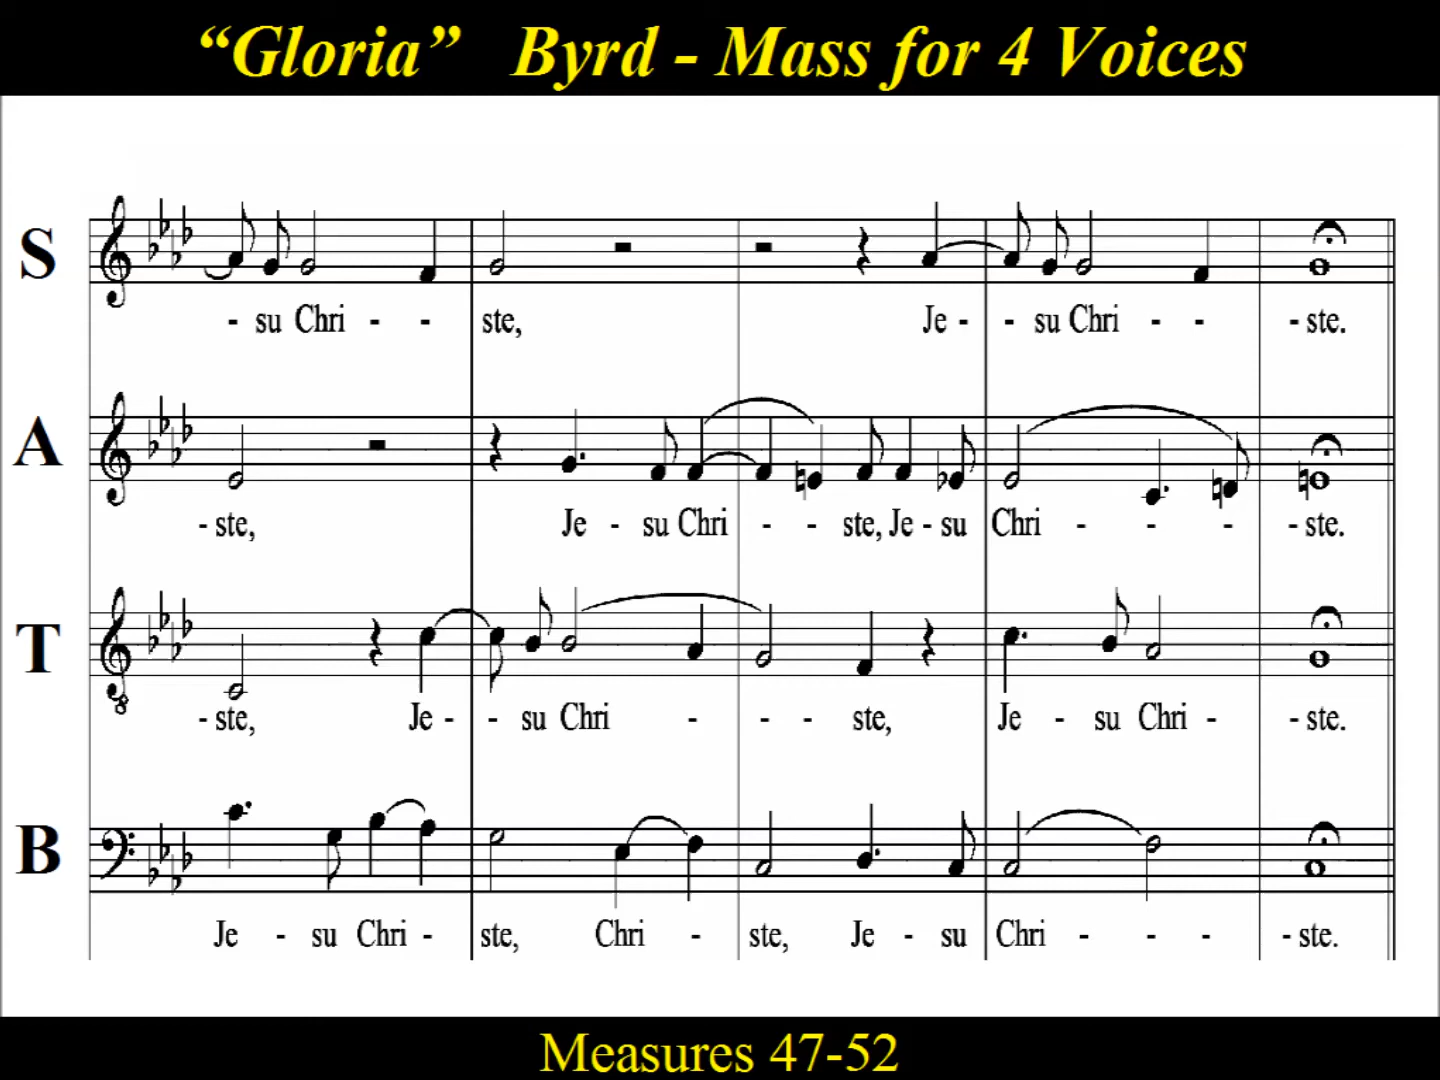 “Gloria” Byrd - Mass for 4 Voices
S
- su Chri - - ste, Je - - su Chri - - - ste.
A
- ste, Je - su Chri - - ste, Je - su Chri - - - - ste.
T
8
- ste, Je - - su Chri - - - ste, Je - su Chri - - ste.
B
Je - su Chri - ste, Chri - ste, Je - su Chri - - - - ste.
Measures 47-52